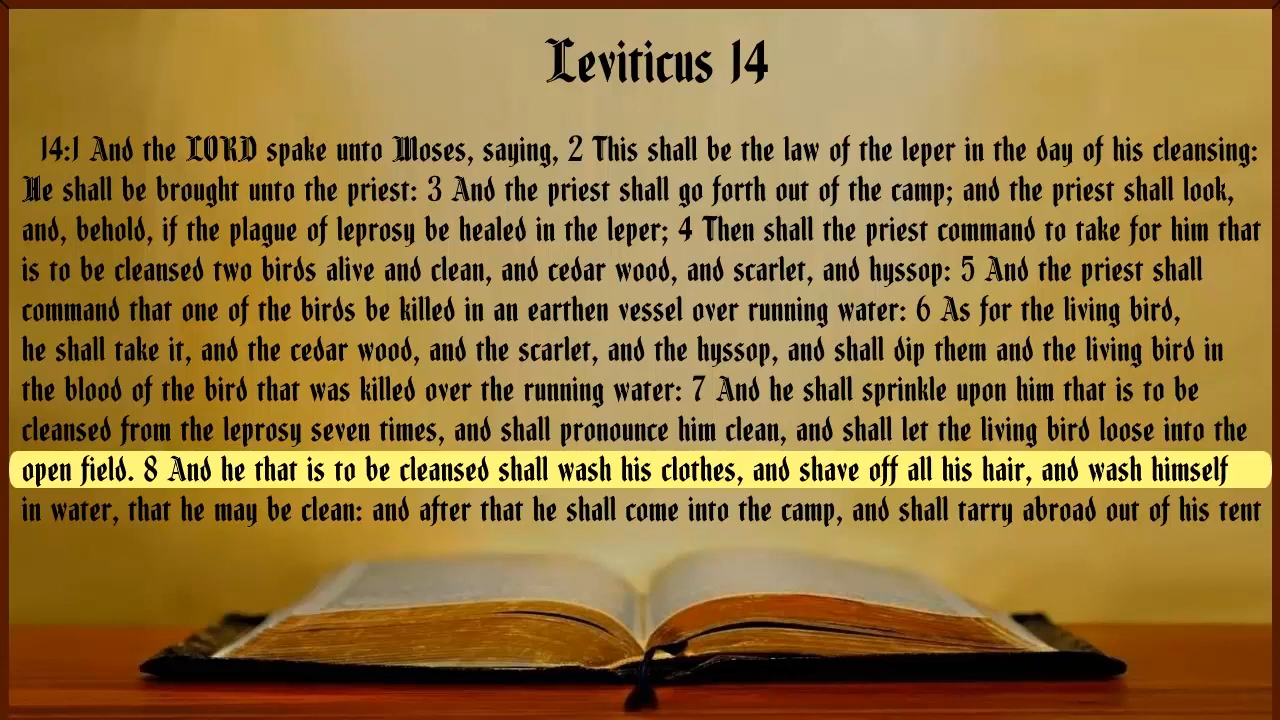 Leviticus 14
14:1 And the LORD spake unto Moses, saying, 2 This shall be the law of the leper in the day of his cleansing:
He shall be brought unto the priest: 3 And the priest shall go forth out of the camp; and the priest shall look,
and, behold, if the plague of leprosy be healed in the leper; 4 Then shall the priest command to take for him that
is to be cleansed two birds alive and clean, and cedar wood, and scarlet, and hyssop: 5 And the priest shall
command that one of the birds be killed in an earthen vessel over running water: 6 As for the living bird,
he shall take it, and the cedar wood, and the scarlet, and the hyssop, and shall dip them and the living bird in
the blood of the bird that was killed over the running water: 7 And he shall sprinkle upon him that is to be
cleansed from the leprosy seven times, and shall pronounce him clean, and shall let the living bird loose into the
open field. 8 And he that is to be cleansed shall wash his clothes, and shave off all his hair, and wash himself
in water, that he may be clean: and after that he shall come into the camp, and shall tarry abroad out of his tent